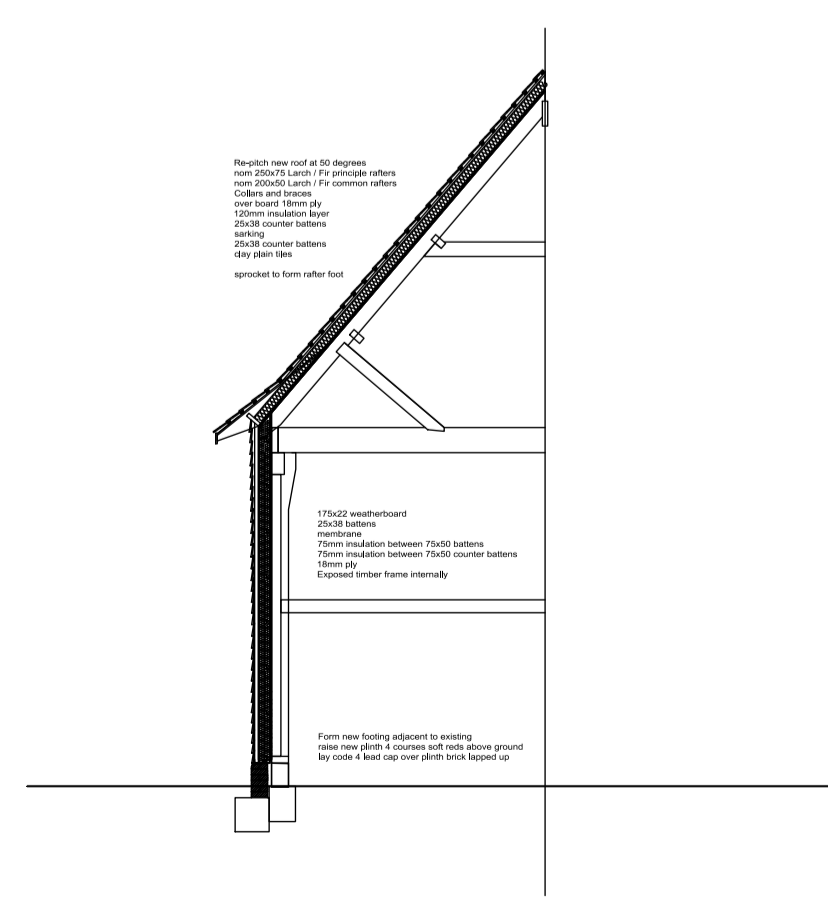 Re-pitch new roof at 50 degrees
nom 250x75 Larch / Fir principle rafters
nom 200x50 Larch / Fir common rafters
Collars and braces
over board 18mm ply
120mm insulation layer
25x38 counter battens
sarking
25x38 counter battens
clay plain tiles
sprocket to form rafter foot
175x22 weatherboard
25x38 battens
membrane
75mm insulation between 75x50 battens
75mm insulation between 75x50 counter battens
18mm ply
Exposed timber frame internally
Form new footing adjacent to existing
raise new plinth 4 courses soft reds above ground
lay code 4 lead cap over plinth brick lapped up